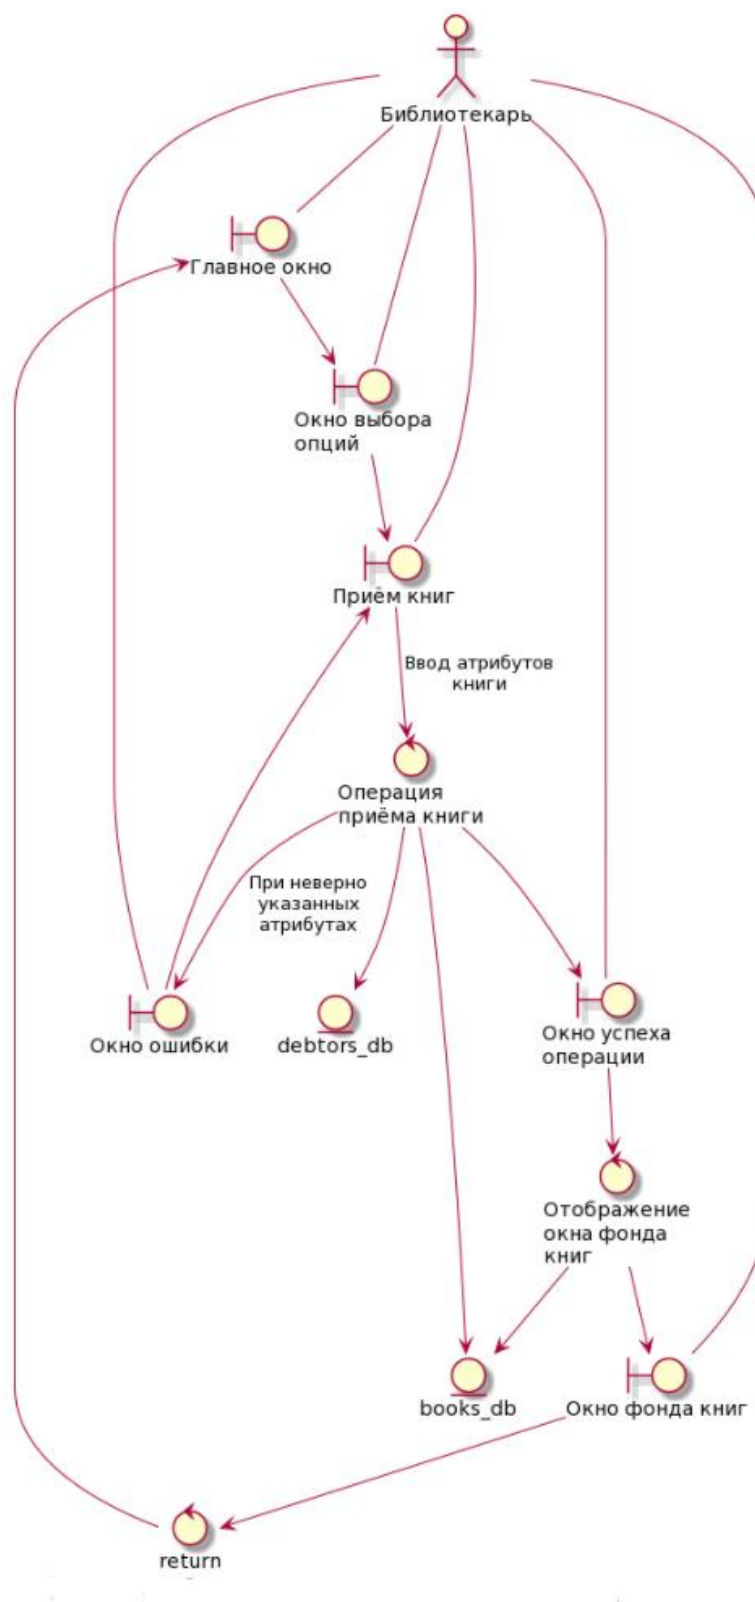 Библиотекарь
Главное окно
Окно выбора
опций
Приём книг
Ввод атрибутов
книги
Операция
приёма книги
При неверно
указанных
атрибутах
Окно ошибки
debtors_db
Окно успеха
операции
Отображение
окна фонда
книг
books_db
Окно фонда книг
return